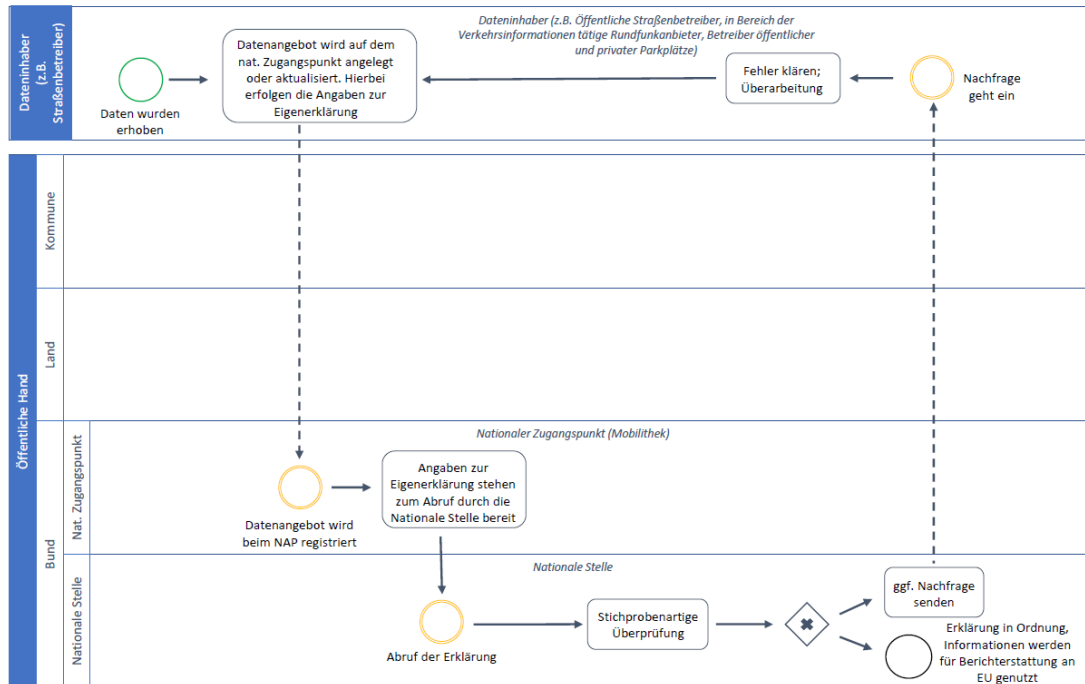 Dateninhaber
(z.B.
Straßenbetreiber)
Dateninhaber (z.B. Öffentliche Straßenbetreiber, in Bereich der
Verkehrsinformationen tätige Rundfunkanbieter, Betreiber öffentlicher
und privater Parkplätze)
Daten wurden
erhoben
Datenangebot wird auf dem
nat. Zugangspunkt angelegt
oder aktualisiert. Hierbei
erfolgen die Angaben zur
Eigenerklärung
Fehler klären;
Überarbeitung
Nachfrage
geht ein
Öffentliche Hand
Kommune
Land
Bund
Nat. Zugangspunkt
Nationaler Zugangspunkt (Mobilithek)
Datenangebot wird
beim NAP registriert
Angaben zur
Eigenerklärung stehen
zum Abruf durch die
Nationale Stelle bereit
Nationale Stelle
Nationale Stelle
Abruf der Erklärung
Stichprobenartige
Überprüfung
ggf. Nachfrage
senden
Erklärung in Ordnung,
Informationen werden
für Berichterstattung an
EU genutzt